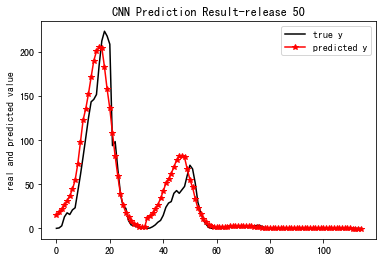 CNN Prediction Result-release 50
true y
predicted y
real and predicted value
200
150
100
50
0
0
20
40
60
80
100